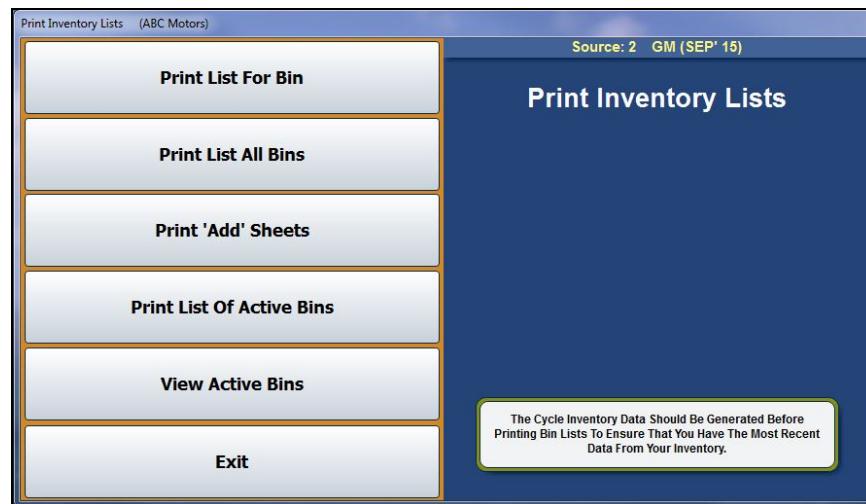 Print Inventory Lists (ABC Motors)
Source: 2 GM (SEP' 15)
Print Inventory Lists
Print List For Bin
Print List All Bins
Print 'Add' Sheets
Print List Of Active Bins
View Active Bins
Exit
The Cycle Inventory Data Should Be Generated Before
Printing Bin Lists To Ensure That You Have The Most Recent
Data From Your Inventory.